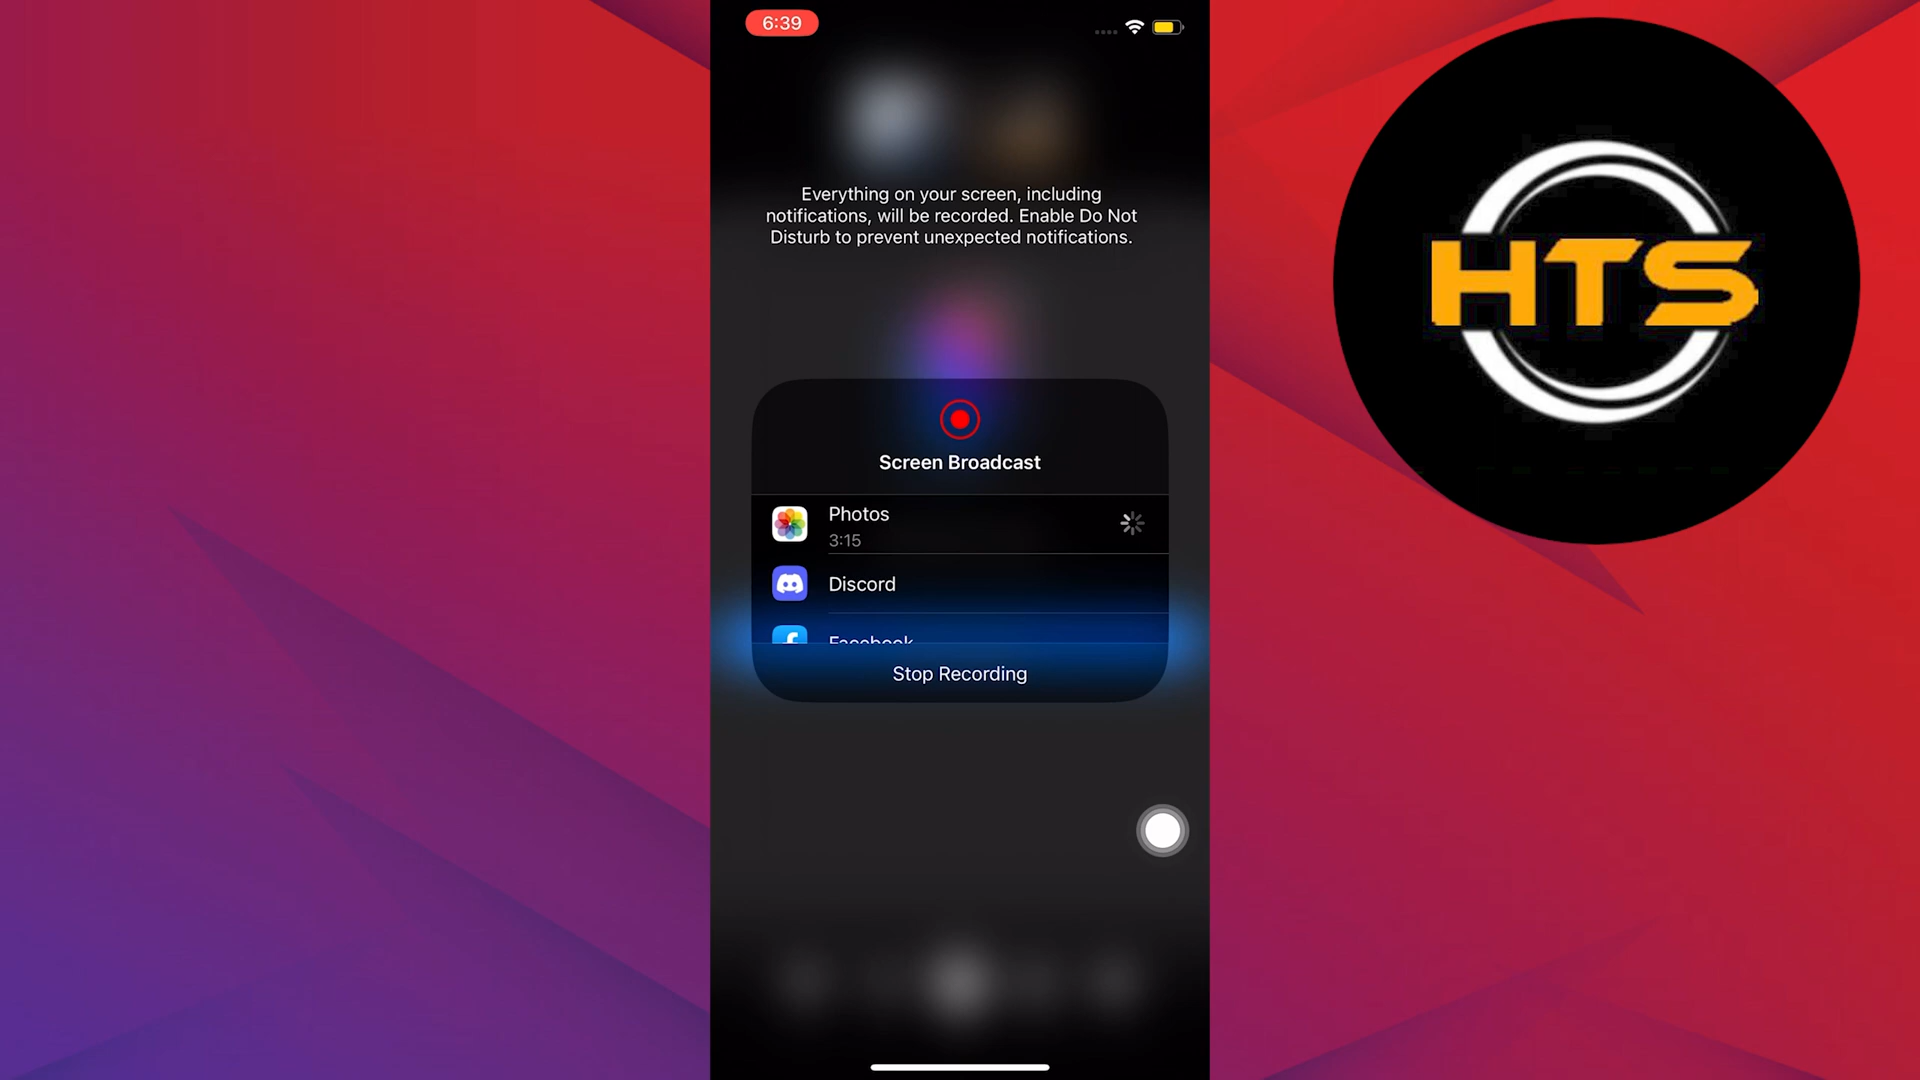 6:39
Everything on your screen, including
notifications, will be recorded. Enable Do Not
Disturb to prevent unexpected notifications.
Screen Broadcast
Photos
3:15
Discord
Facebook
Stop Recording
HTS